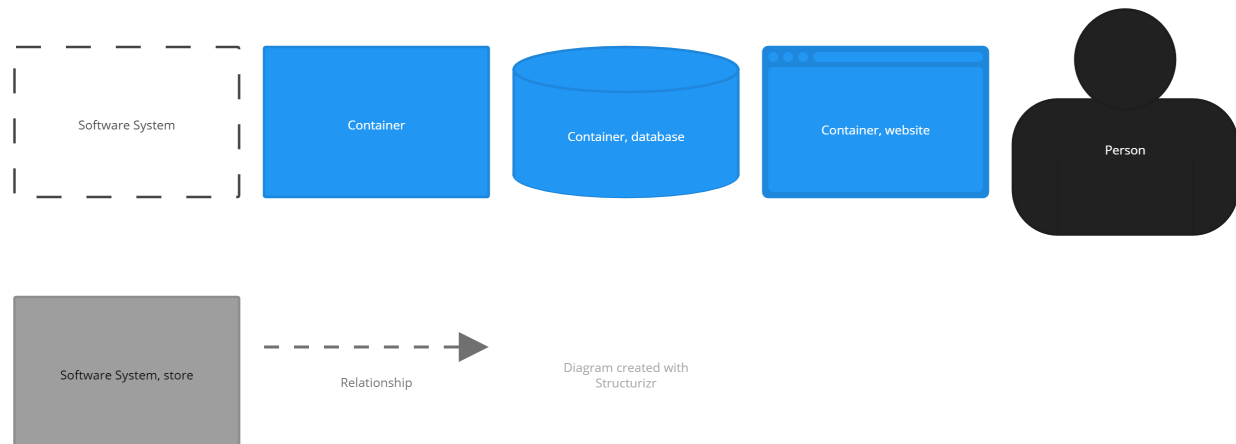 Software System
Container
Container, database
Container, website
Person
Software System, store
Relationship
Diagram created with
Structurizr